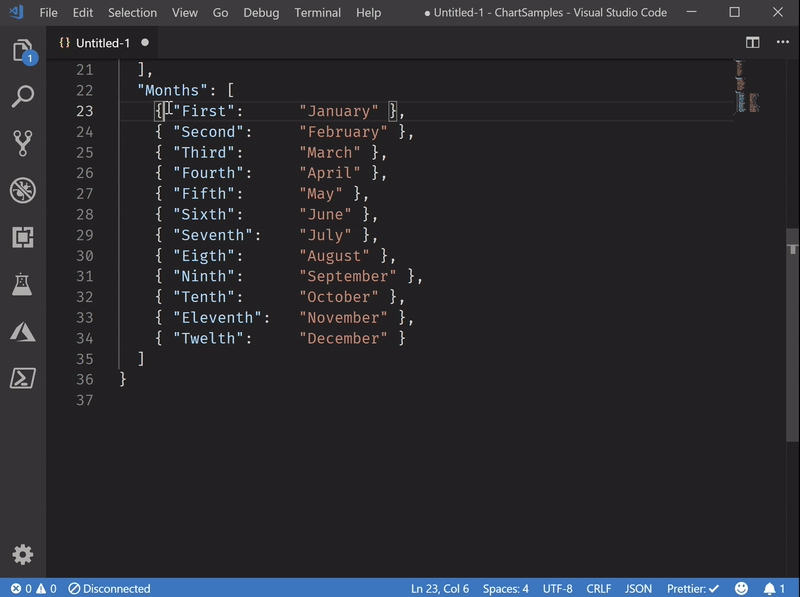 File Edit Selection View Go Debug Terminal Help ● Untitled-1 - ChartSamples - Visual Studio Code
{} Untitled-1 ●
1
21 ],
22 "Months": [
23 { "First": "January" },
24 { "Second": "February" },
25 { "Third": "March" },
26 { "Fourth": "April" },
27 { "Fifth": "May" },
28 { "Sixth": "June" },
29 { "Seventh": "July" },
30 { "Eigth": "August" },
31 { "Ninth": "September" },
32 { "Tenth": "October" },
33 { "Eleventh": "November" },
34 { "Twelth": "December" }
35 ]
36 }
37
0 0 Disconnected Ln 23, Col 6 Spaces: 4 UTF-8 CRLF JSON Prettier: ✓ 1